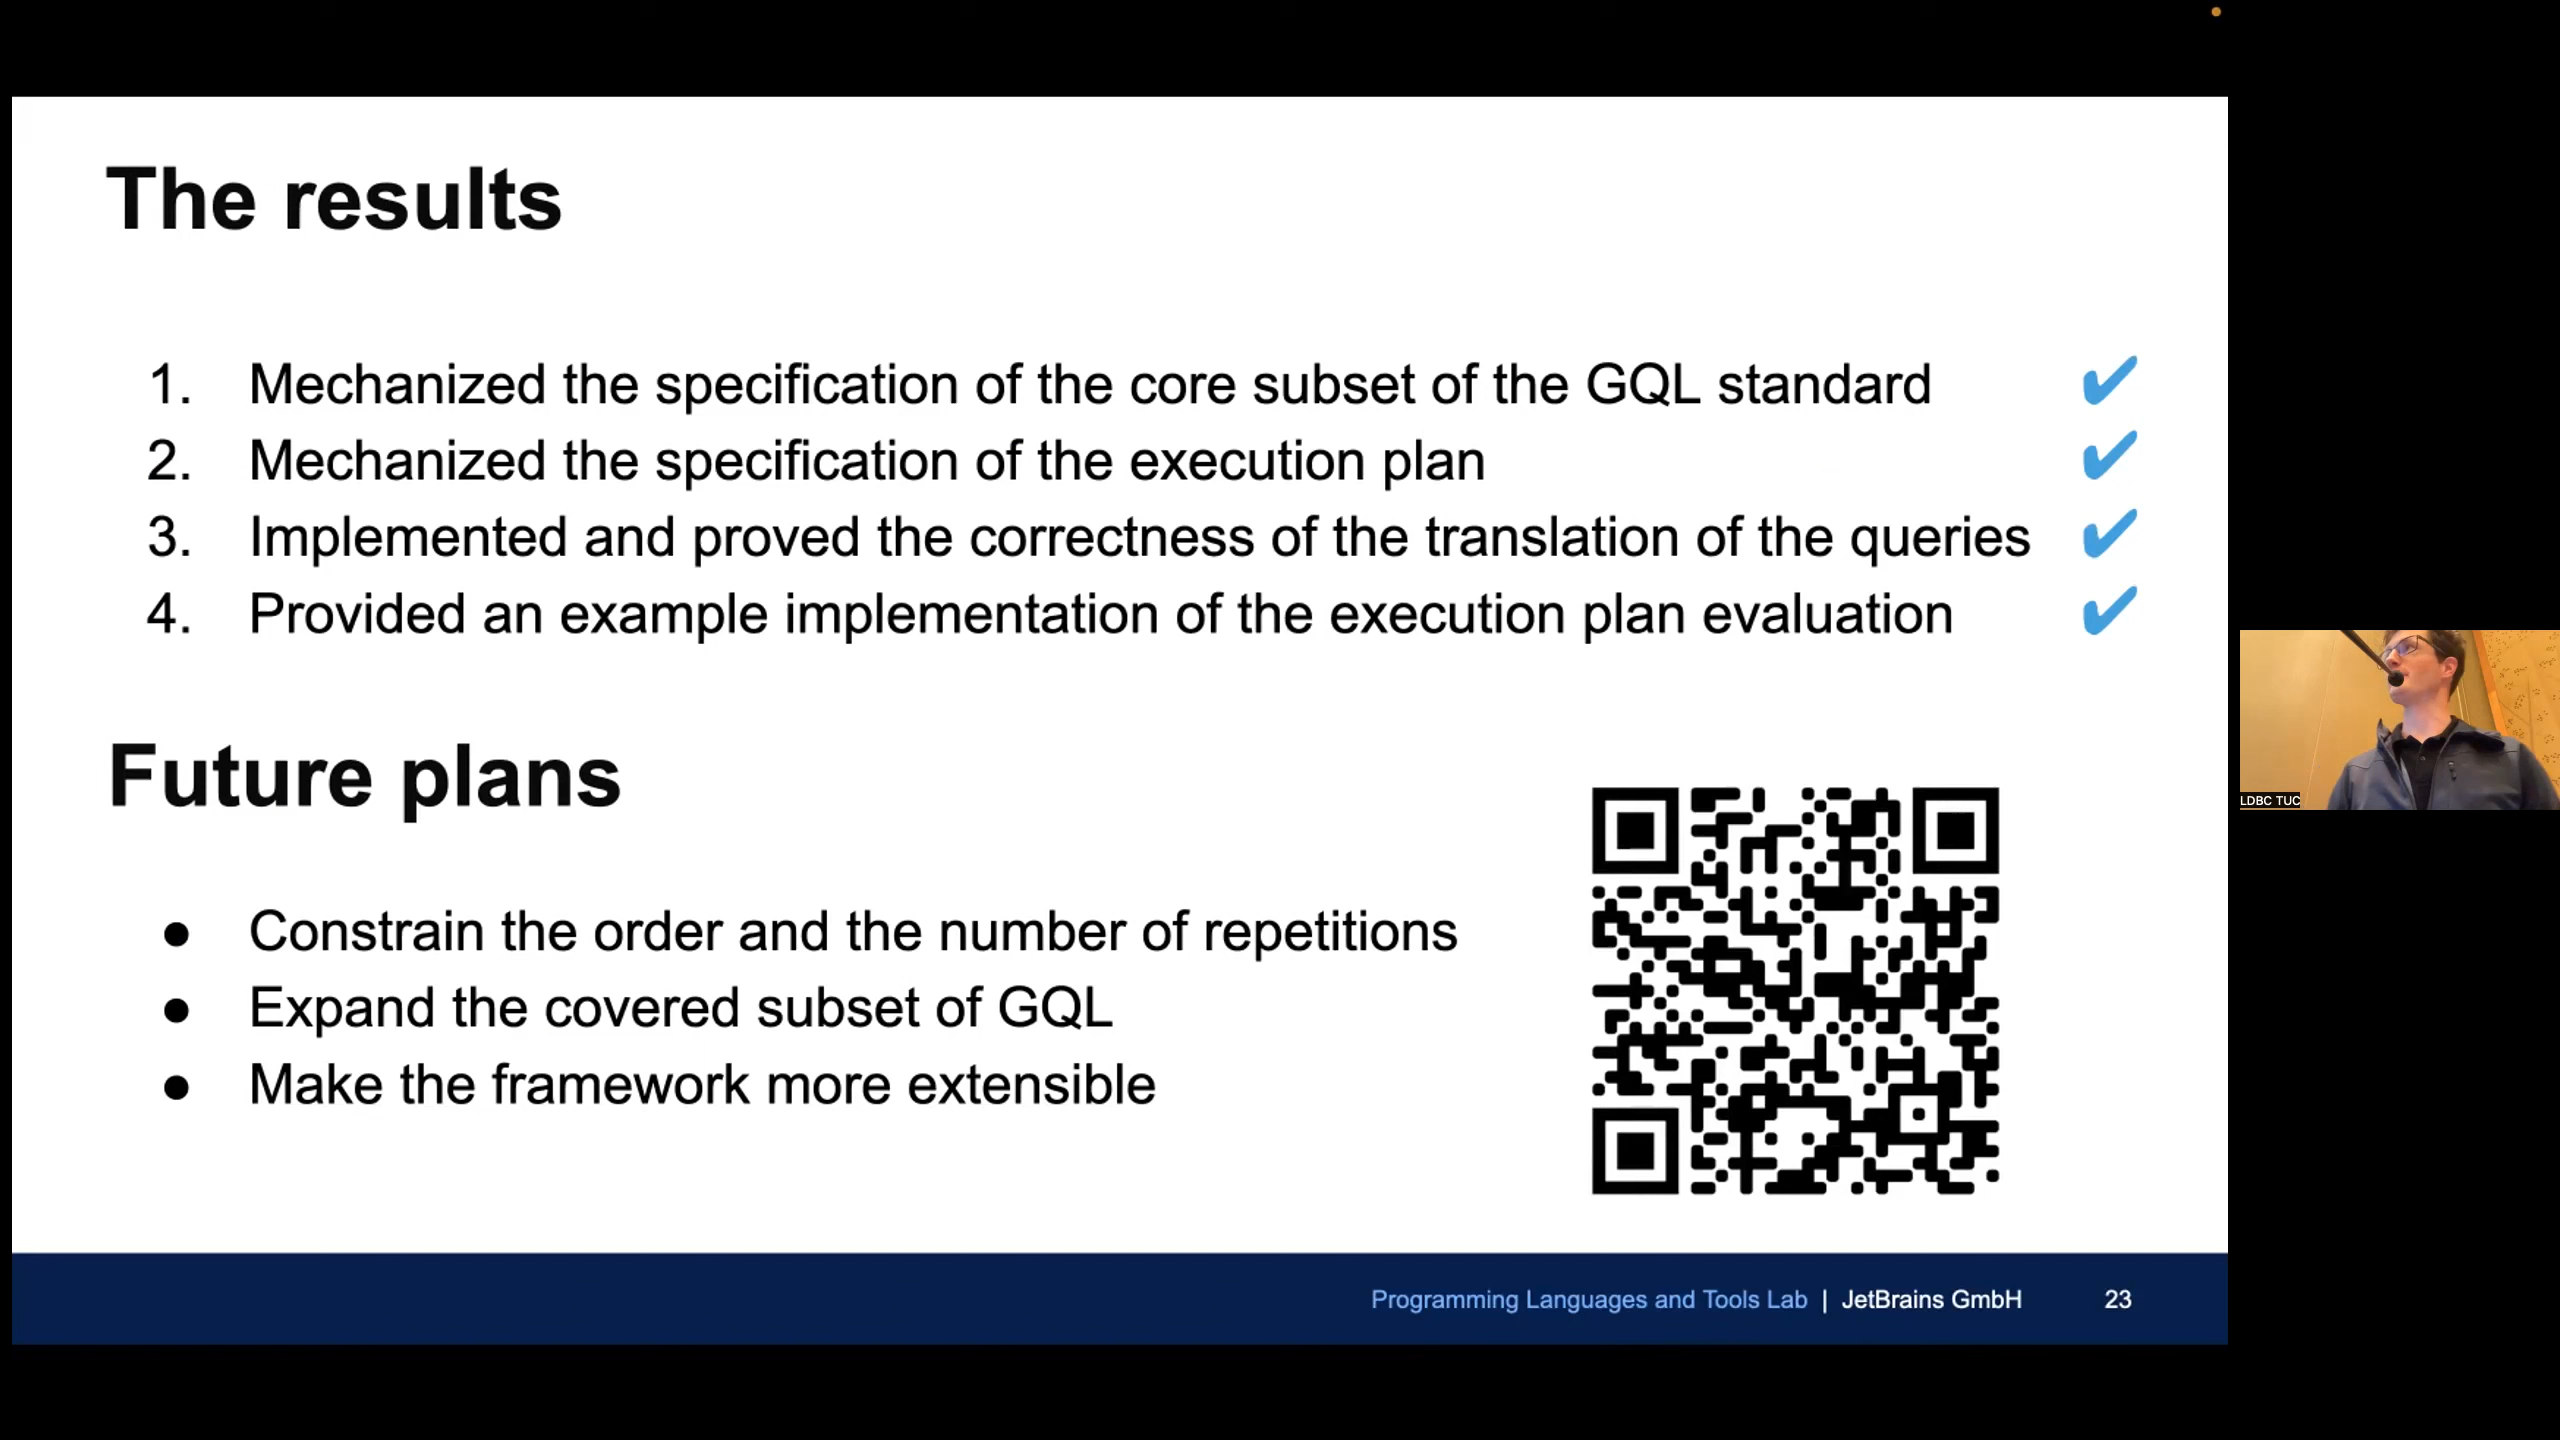 The results
1. Mechanized the specification of the core subset of the GQL standard ✔
2. Mechanized the specification of the execution plan ✔
3. Implemented and proved the correctness of the translation of the queries ✔
4. Provided an example implementation of the execution plan evaluation ✔
Future plans
● Constrain the order and the number of repetitions
● Expand the covered subset of GQL
● Make the framework more extensible
Programming Languages and Tools Lab | JetBrains GmbH 23
LDBC TUC